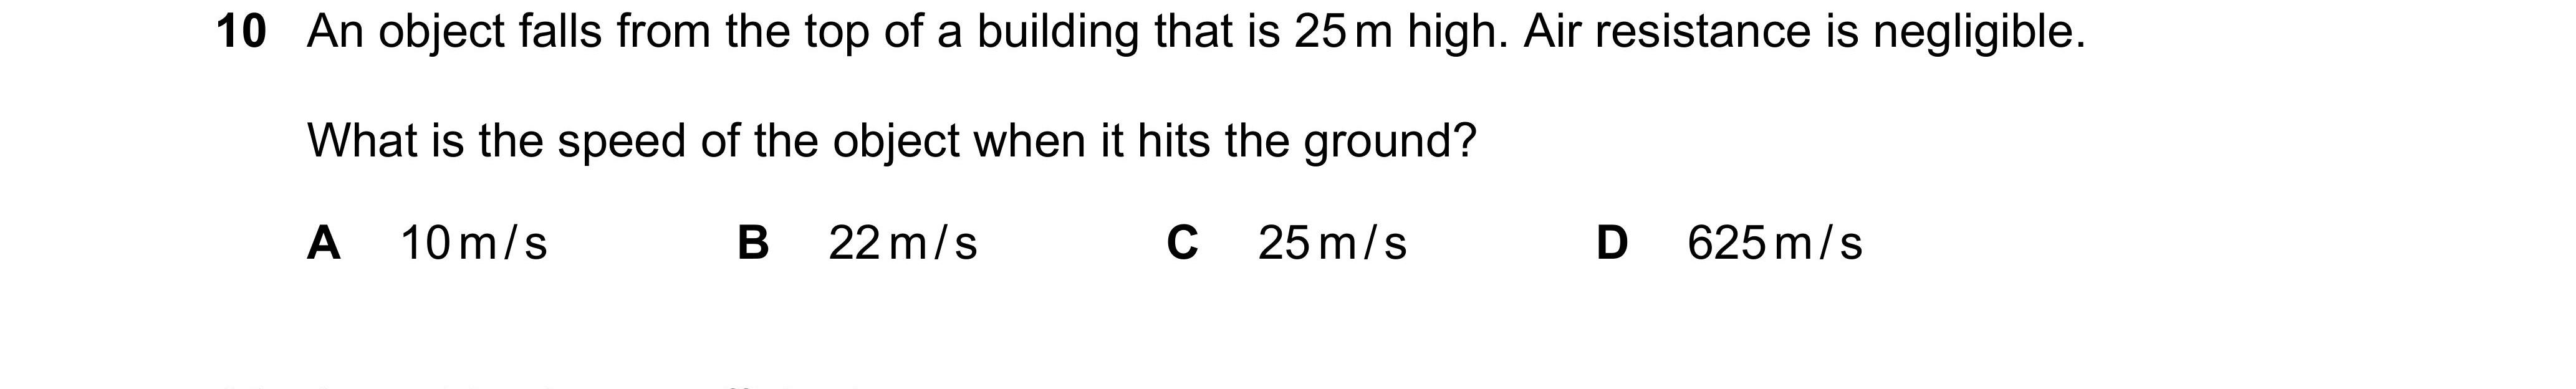 10 An object falls from the top of a building that is 25 m high. Air resistance is negligible.
What is the speed of the object when it hits the ground?
A 10 m / s B 22 m / s C 25 m / s D 625 m / s